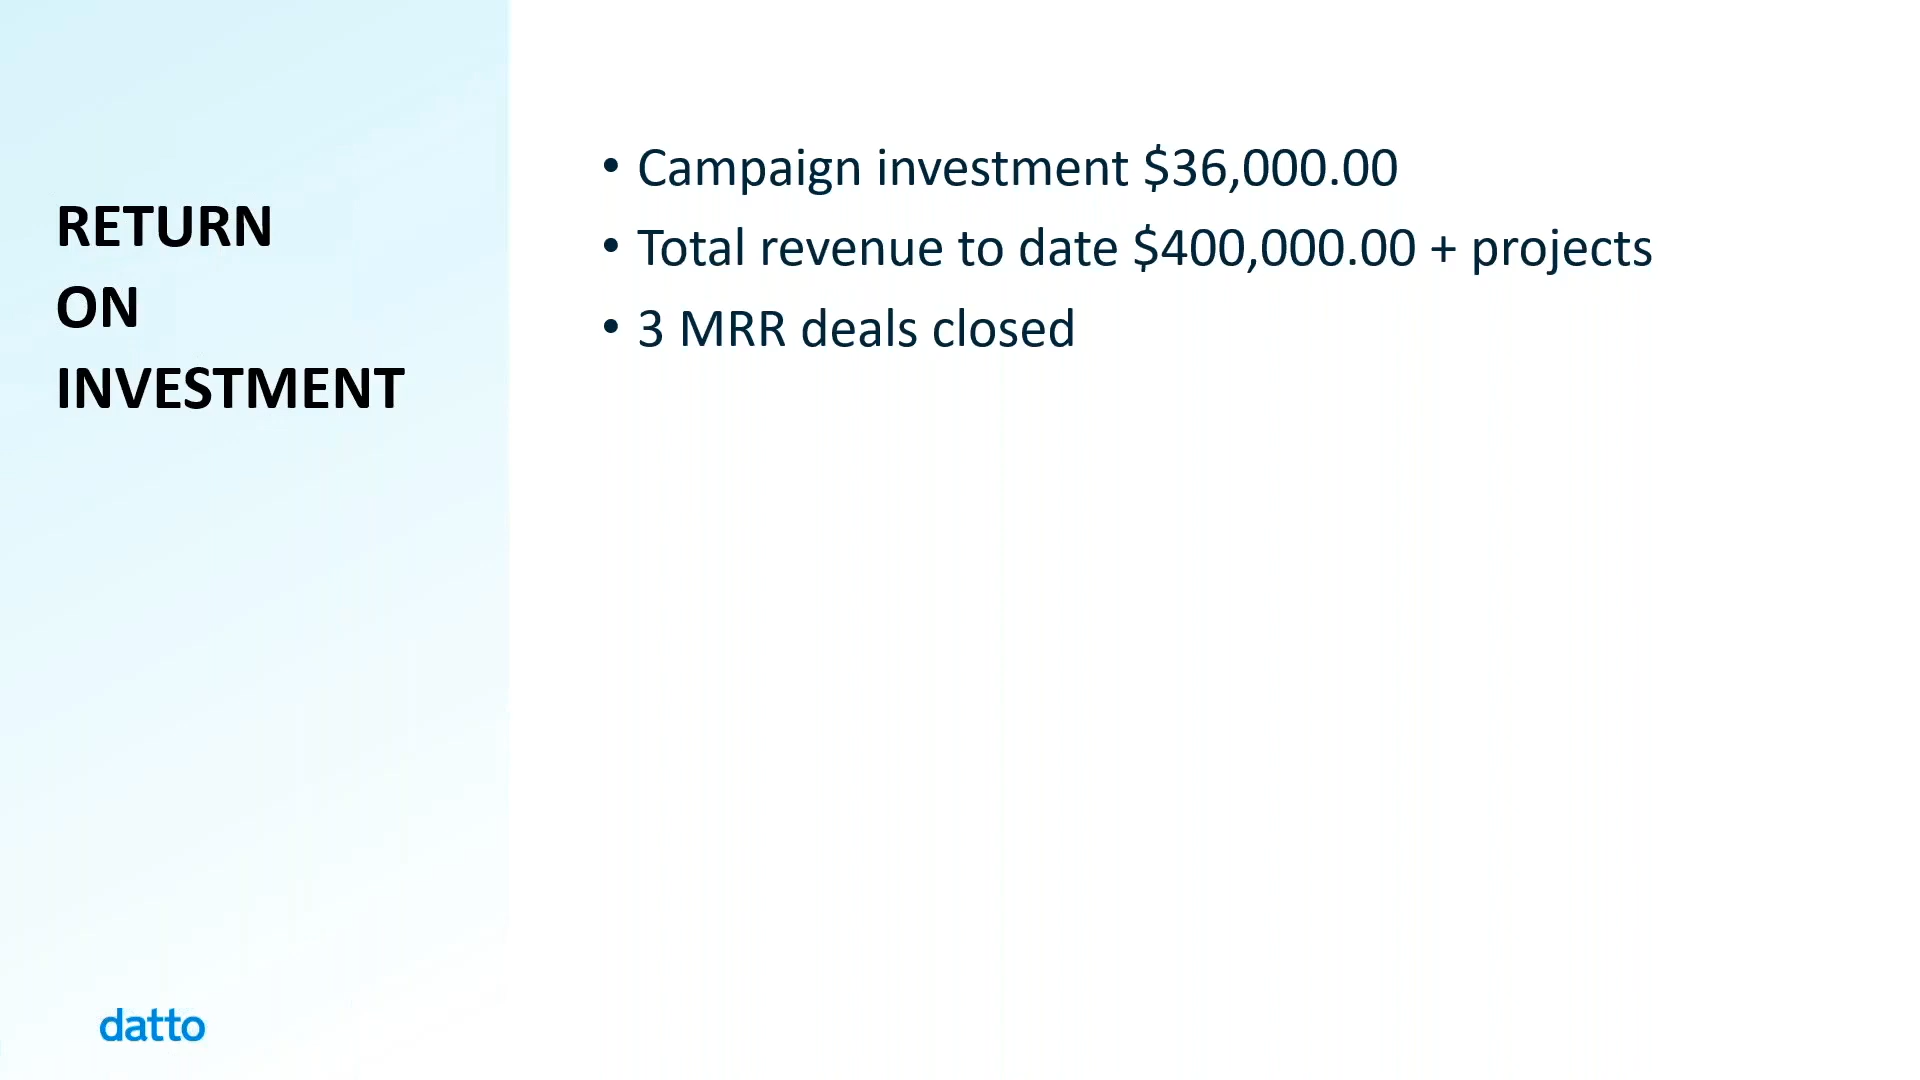 RETURN
ON
INVESTMENT
• Campaign investment $36,000.00
• Total revenue to date $400,000.00 + projects
• 3 MRR deals closed
datto